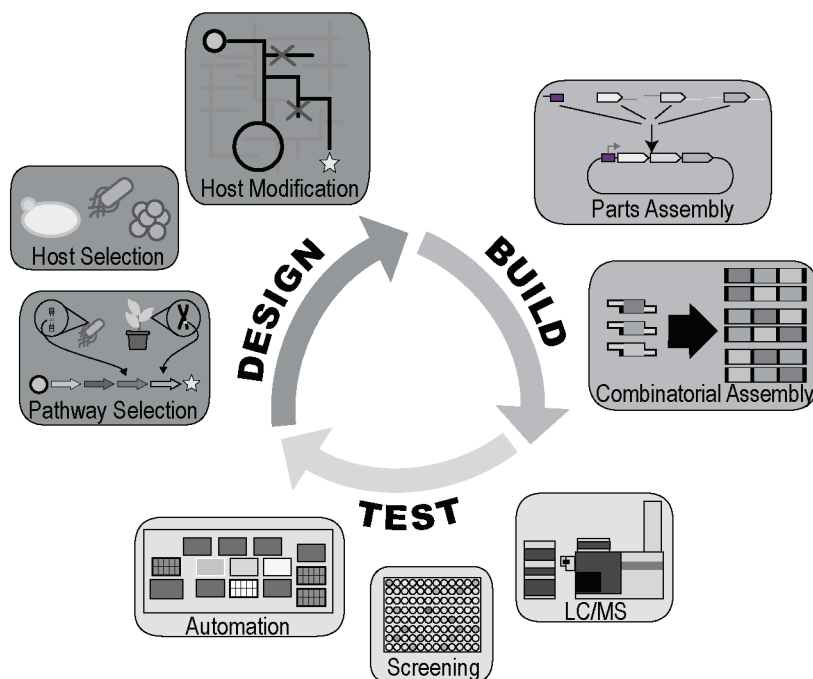 Host Modification
Host Selection
Pathway Selection
DESIGN
BUILD
TEST
Parts Assembly
Combinatorial Assembly
LC/MS
Screening
Automation